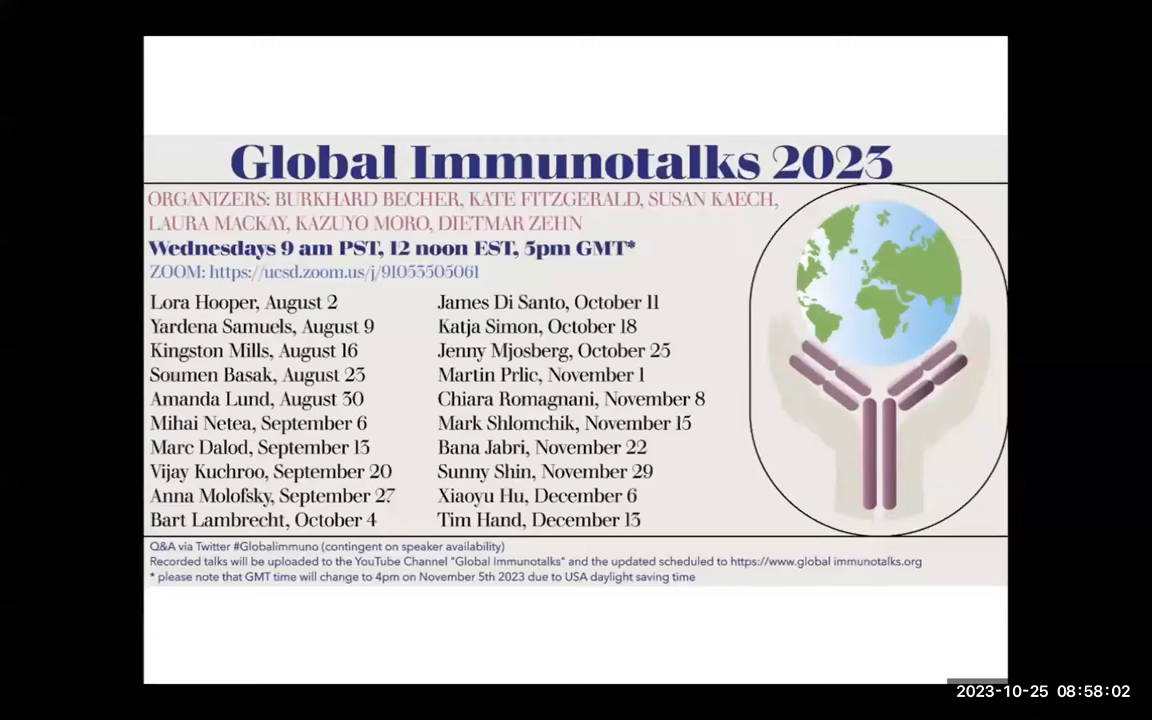 Global Immunotalks 2023
ORGANIZERS: BURKHARD BECHER, KATE FITZGERALD, SUSAN KAECH,
LAURA MACKAY, KAZUYO MORO, DIETMAR ZEHN
Wednesdays 9 am PST, 12 noon EST, 5pm GMT*
ZOOM: https://ucsd.zoom.us/j/91055505061
Lora Hooper, August 2
Yardena Samuels, August 9
Kingston Mills, August 16
Soumen Basak, August 23
Amanda Lund, August 30
Mihai Netea, September 6
Marc Dalod, September 13
Vijay Kuchroo, September 20
Anna Molofsky, September 27
Bart Lambrecht, October 4
James Di Santo, October 11
Katja Simon, October 18
Jenny Mjosberg, October 25
Martin Prlic, November 1
Chiara Romagnani, November 8
Mark Shlomchik, November 15
Bana Jabri, November 22
Sunny Shin, November 29
Xiaoyu Hu, December 6
Tim Hand, December 13
Q&A via Twitter #Globalimmuno (contingent on speaker availability)
Recorded talks will be uploaded to the YouTube Channel "Global Immunotalks" and the updated scheduled to https://www.global immunotalks.org
* please note that GMT time will change to 4pm on November 5th 2023 due to USA daylight saving time
2023-10-25 08:58:02